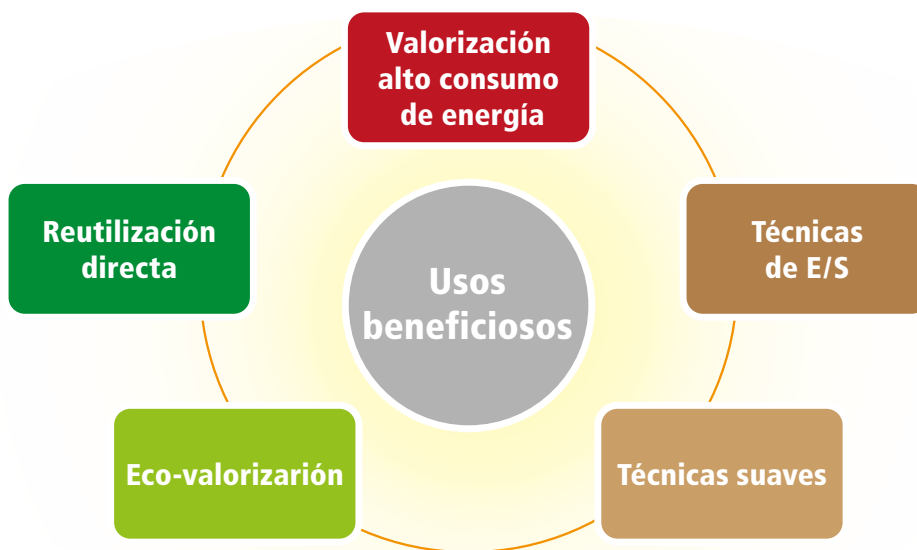 Valorización
alto consumo
de energía
Reutilización
directa
Técnicas
de E/S
Usos
beneficiosos
Eco-valorizarión
Técnicas suaves